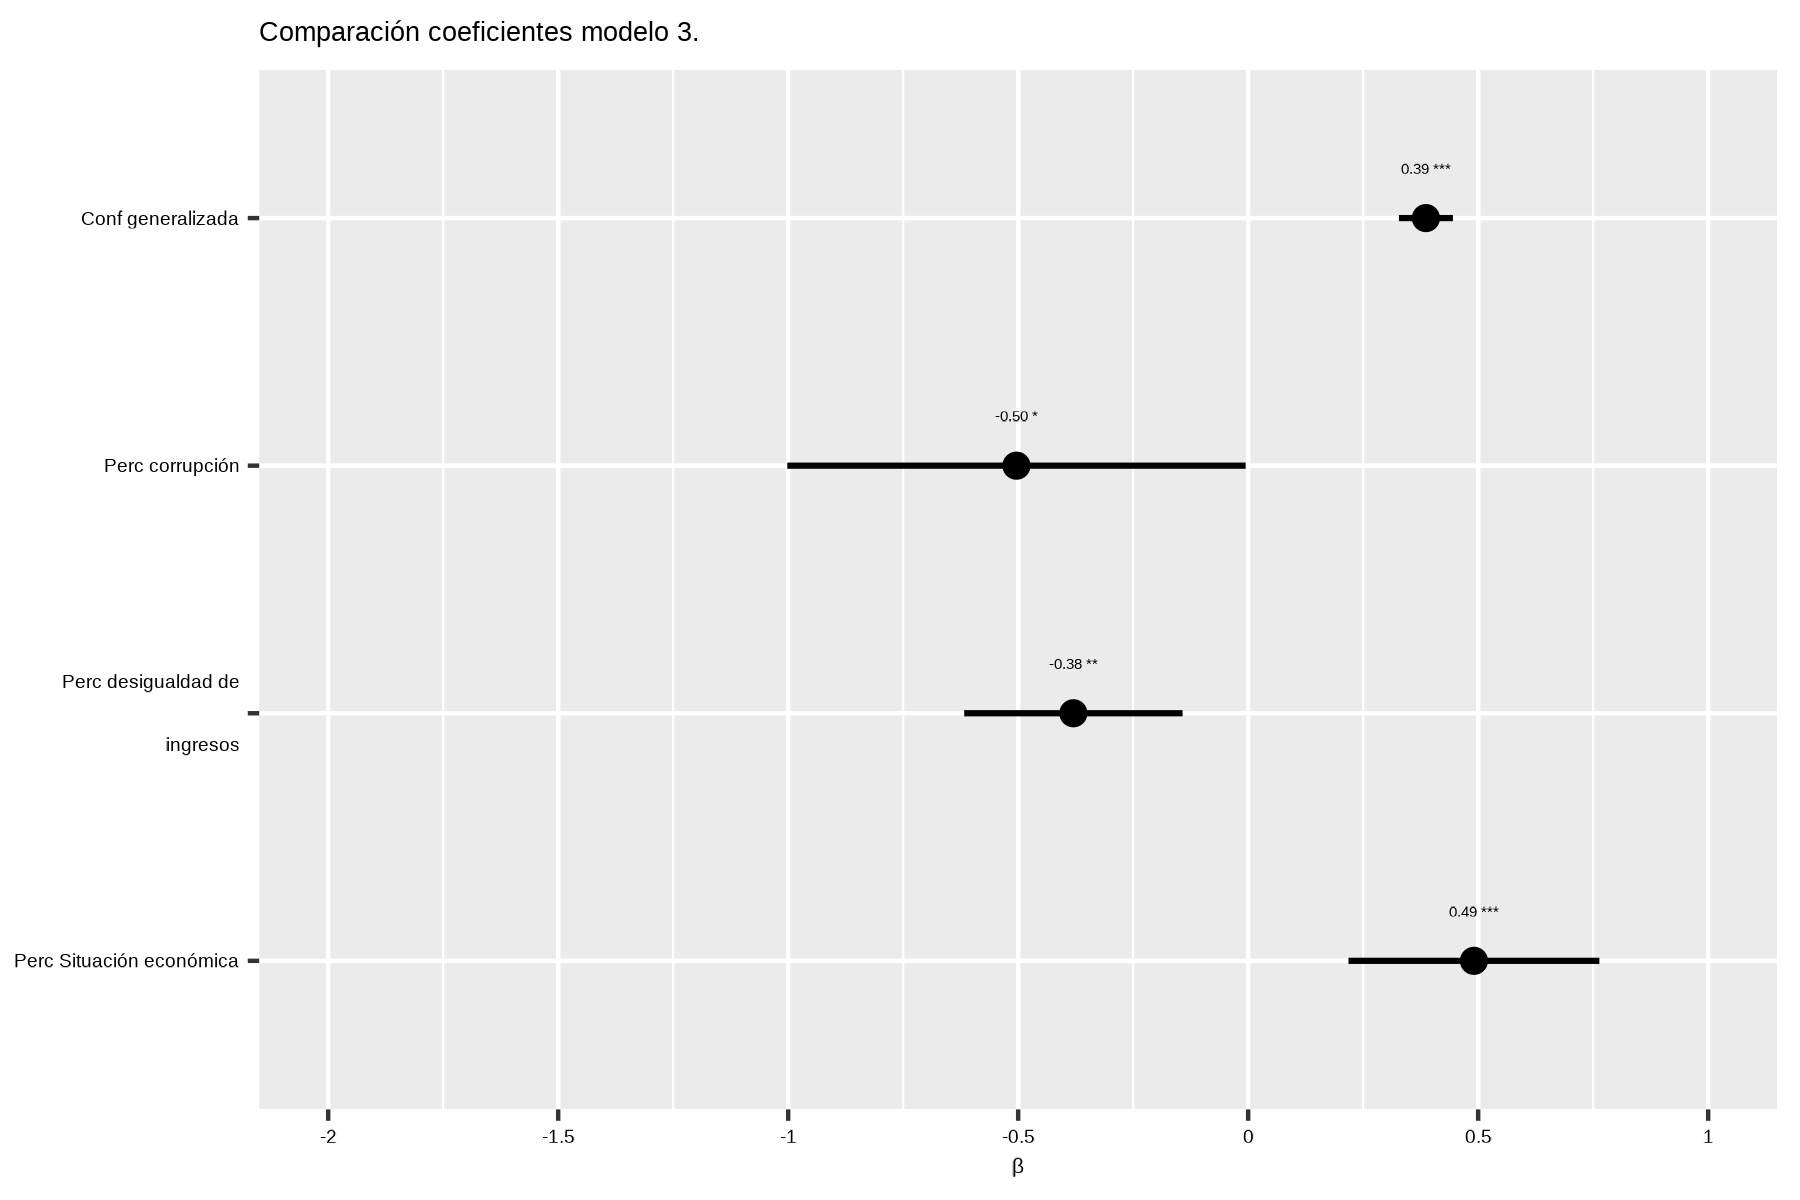 Comparación coeficientes modelo 3.
0.39 ***
Conf generalizada
-0.50 *
Perc corrupción
-0.38 **
Perc desigualdad de
ingresos
0.49 ***
Perc Situación económica
-2 -1.5 -1 -0.5 0 0.5 1
β